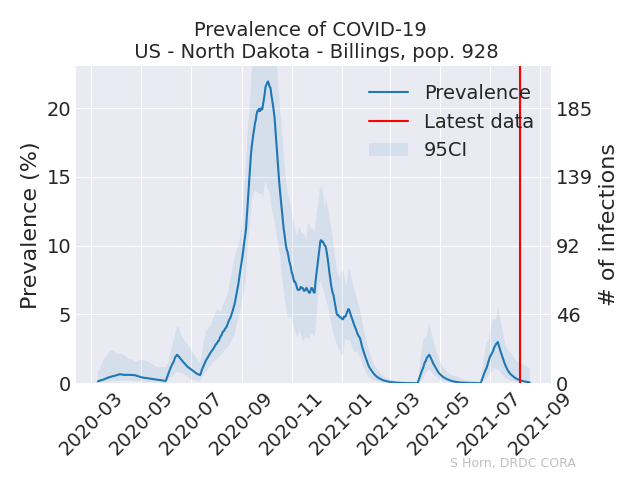 Prevalence of COVID-19
US - North Dakota - Billings, pop. 928
Prevalence
Latest data
95CI
Prevalence (%)
20
15
10
5
0
# of infections
185
139
92
46
0
2020-03
2020-05
2020-07
2020-09
2020-11
2021-01
2021-03
2021-05
2021-07
2021-09
S Horn, DRDC CORA